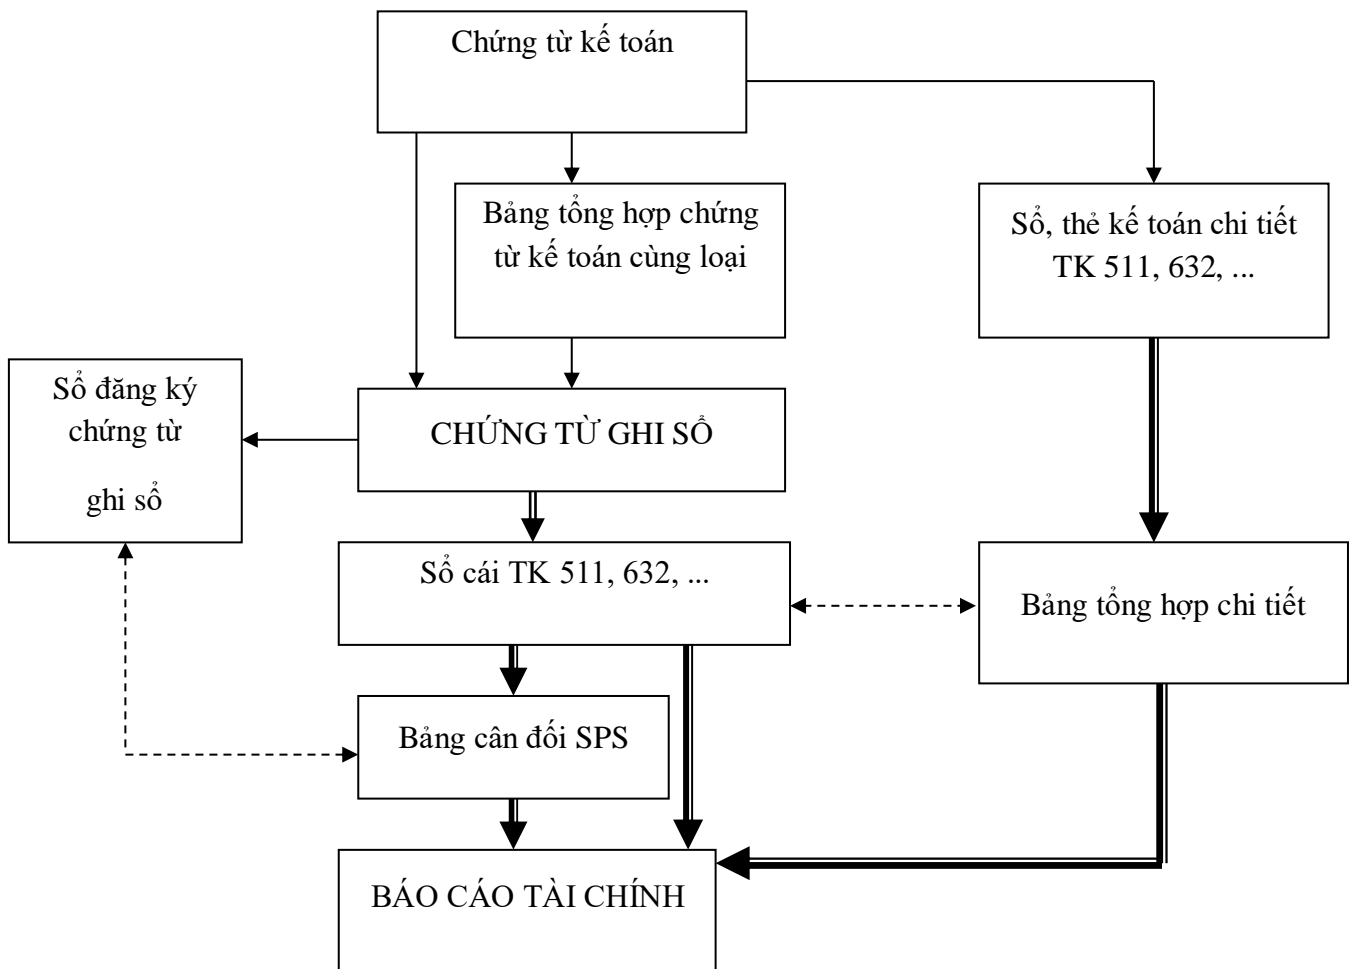 Chứng từ kế toán
Bảng tổng hợp chứng
từ kế toán cùng loại
Sổ, thẻ kế toán chi tiết
TK 511, 632, ...
Sổ đăng ký
chứng từ
ghi sổ
CHỨNG TỪ GHI SỔ
Sổ cái TK 511, 632, ...
Bảng tổng hợp chi tiết
Bảng cân đối SPS
BÁO CÁO TÀI CHÍNH